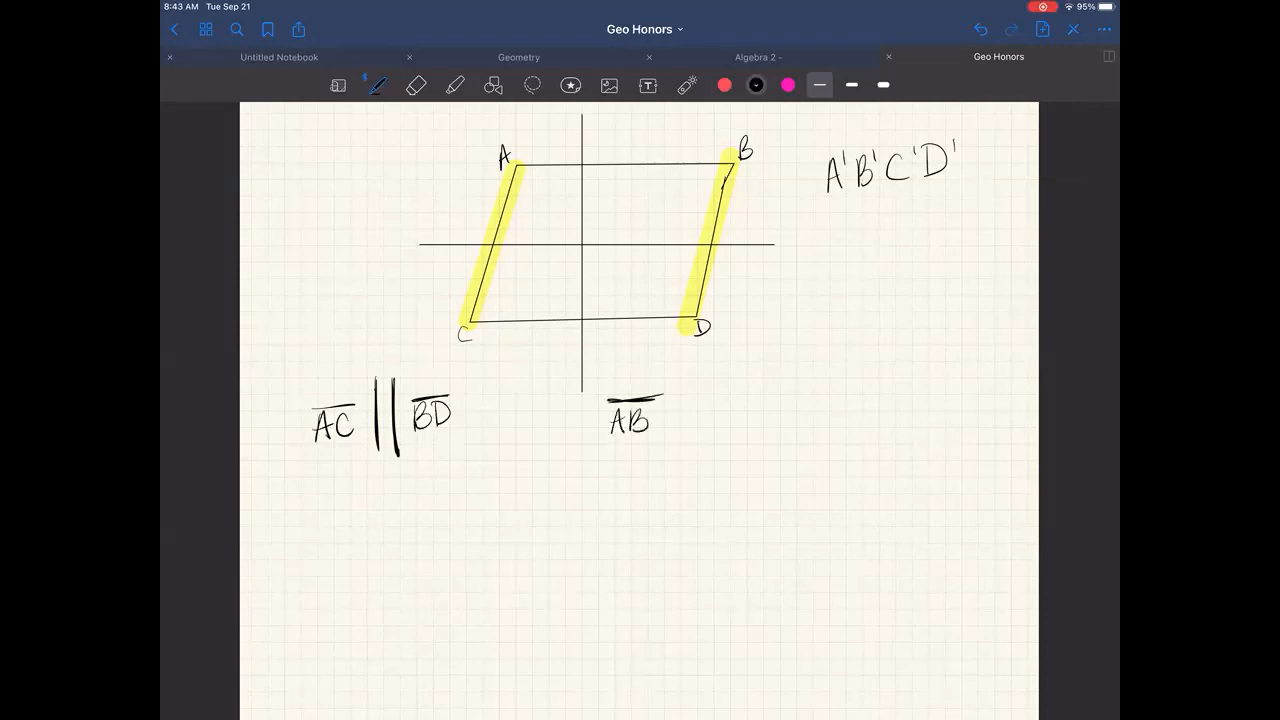 8:43 AM Tue Sep 21
95%
Geo Honors
Untitled Notebook
Geometry
Algebra 2 -
Geo Honors
A
B
A'B'C'D'
C
D
AC || BD
AB